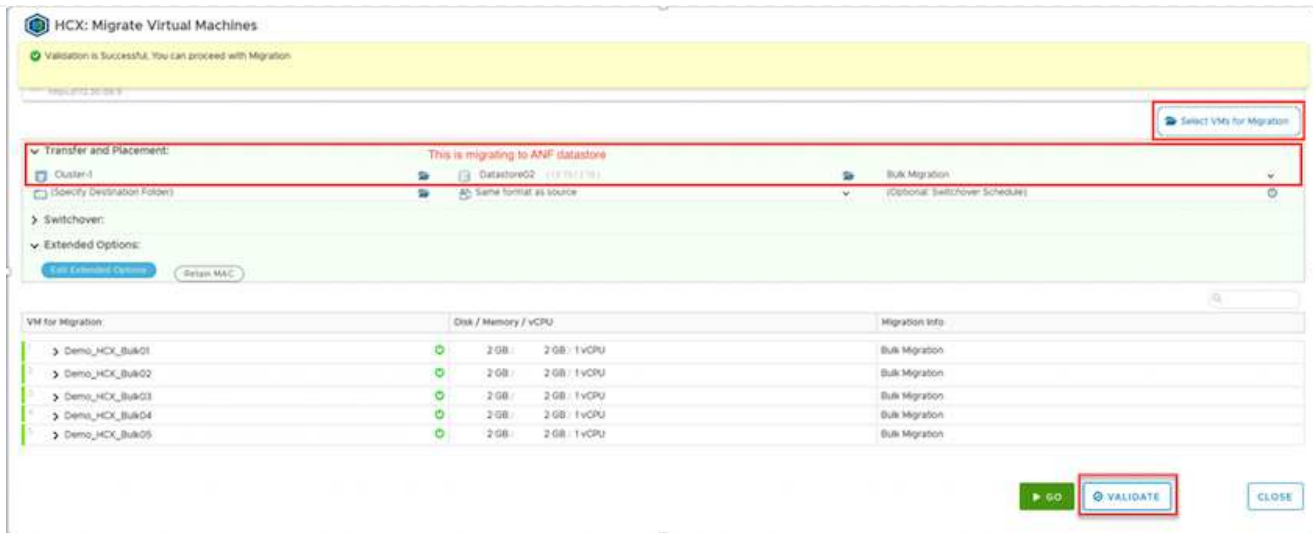 HCX: Migrate Virtual Machines
Validation is Successful, You can proceed with Migration
Select VMs for Migration
Transfer and Placement:
This is migrating to ANF datastore
Cluster-1 Datastore02 Bulk Migration
(Specify Destination Folder) Same format as source (Optional: Switchover Schedule)
Switchover:
Extended Options:
Edit Extended Options Retain MAC
VM for Migration Disk / Memory / vCPU Migration Info
1 Demo_HCX_Bulk01 2 GB / 2 GB / 1 vCPU Bulk Migration
2 Demo_HCX_Bulk02 2 GB / 2 GB / 1 vCPU Bulk Migration
3 Demo_HCX_Bulk03 2 GB / 2 GB / 1 vCPU Bulk Migration
4 Demo_HCX_Bulk04 2 GB / 2 GB / 1 vCPU Bulk Migration
5 Demo_HCX_Bulk05 2 GB / 2 GB / 1 vCPU Bulk Migration
GO VALIDATE CLOSE